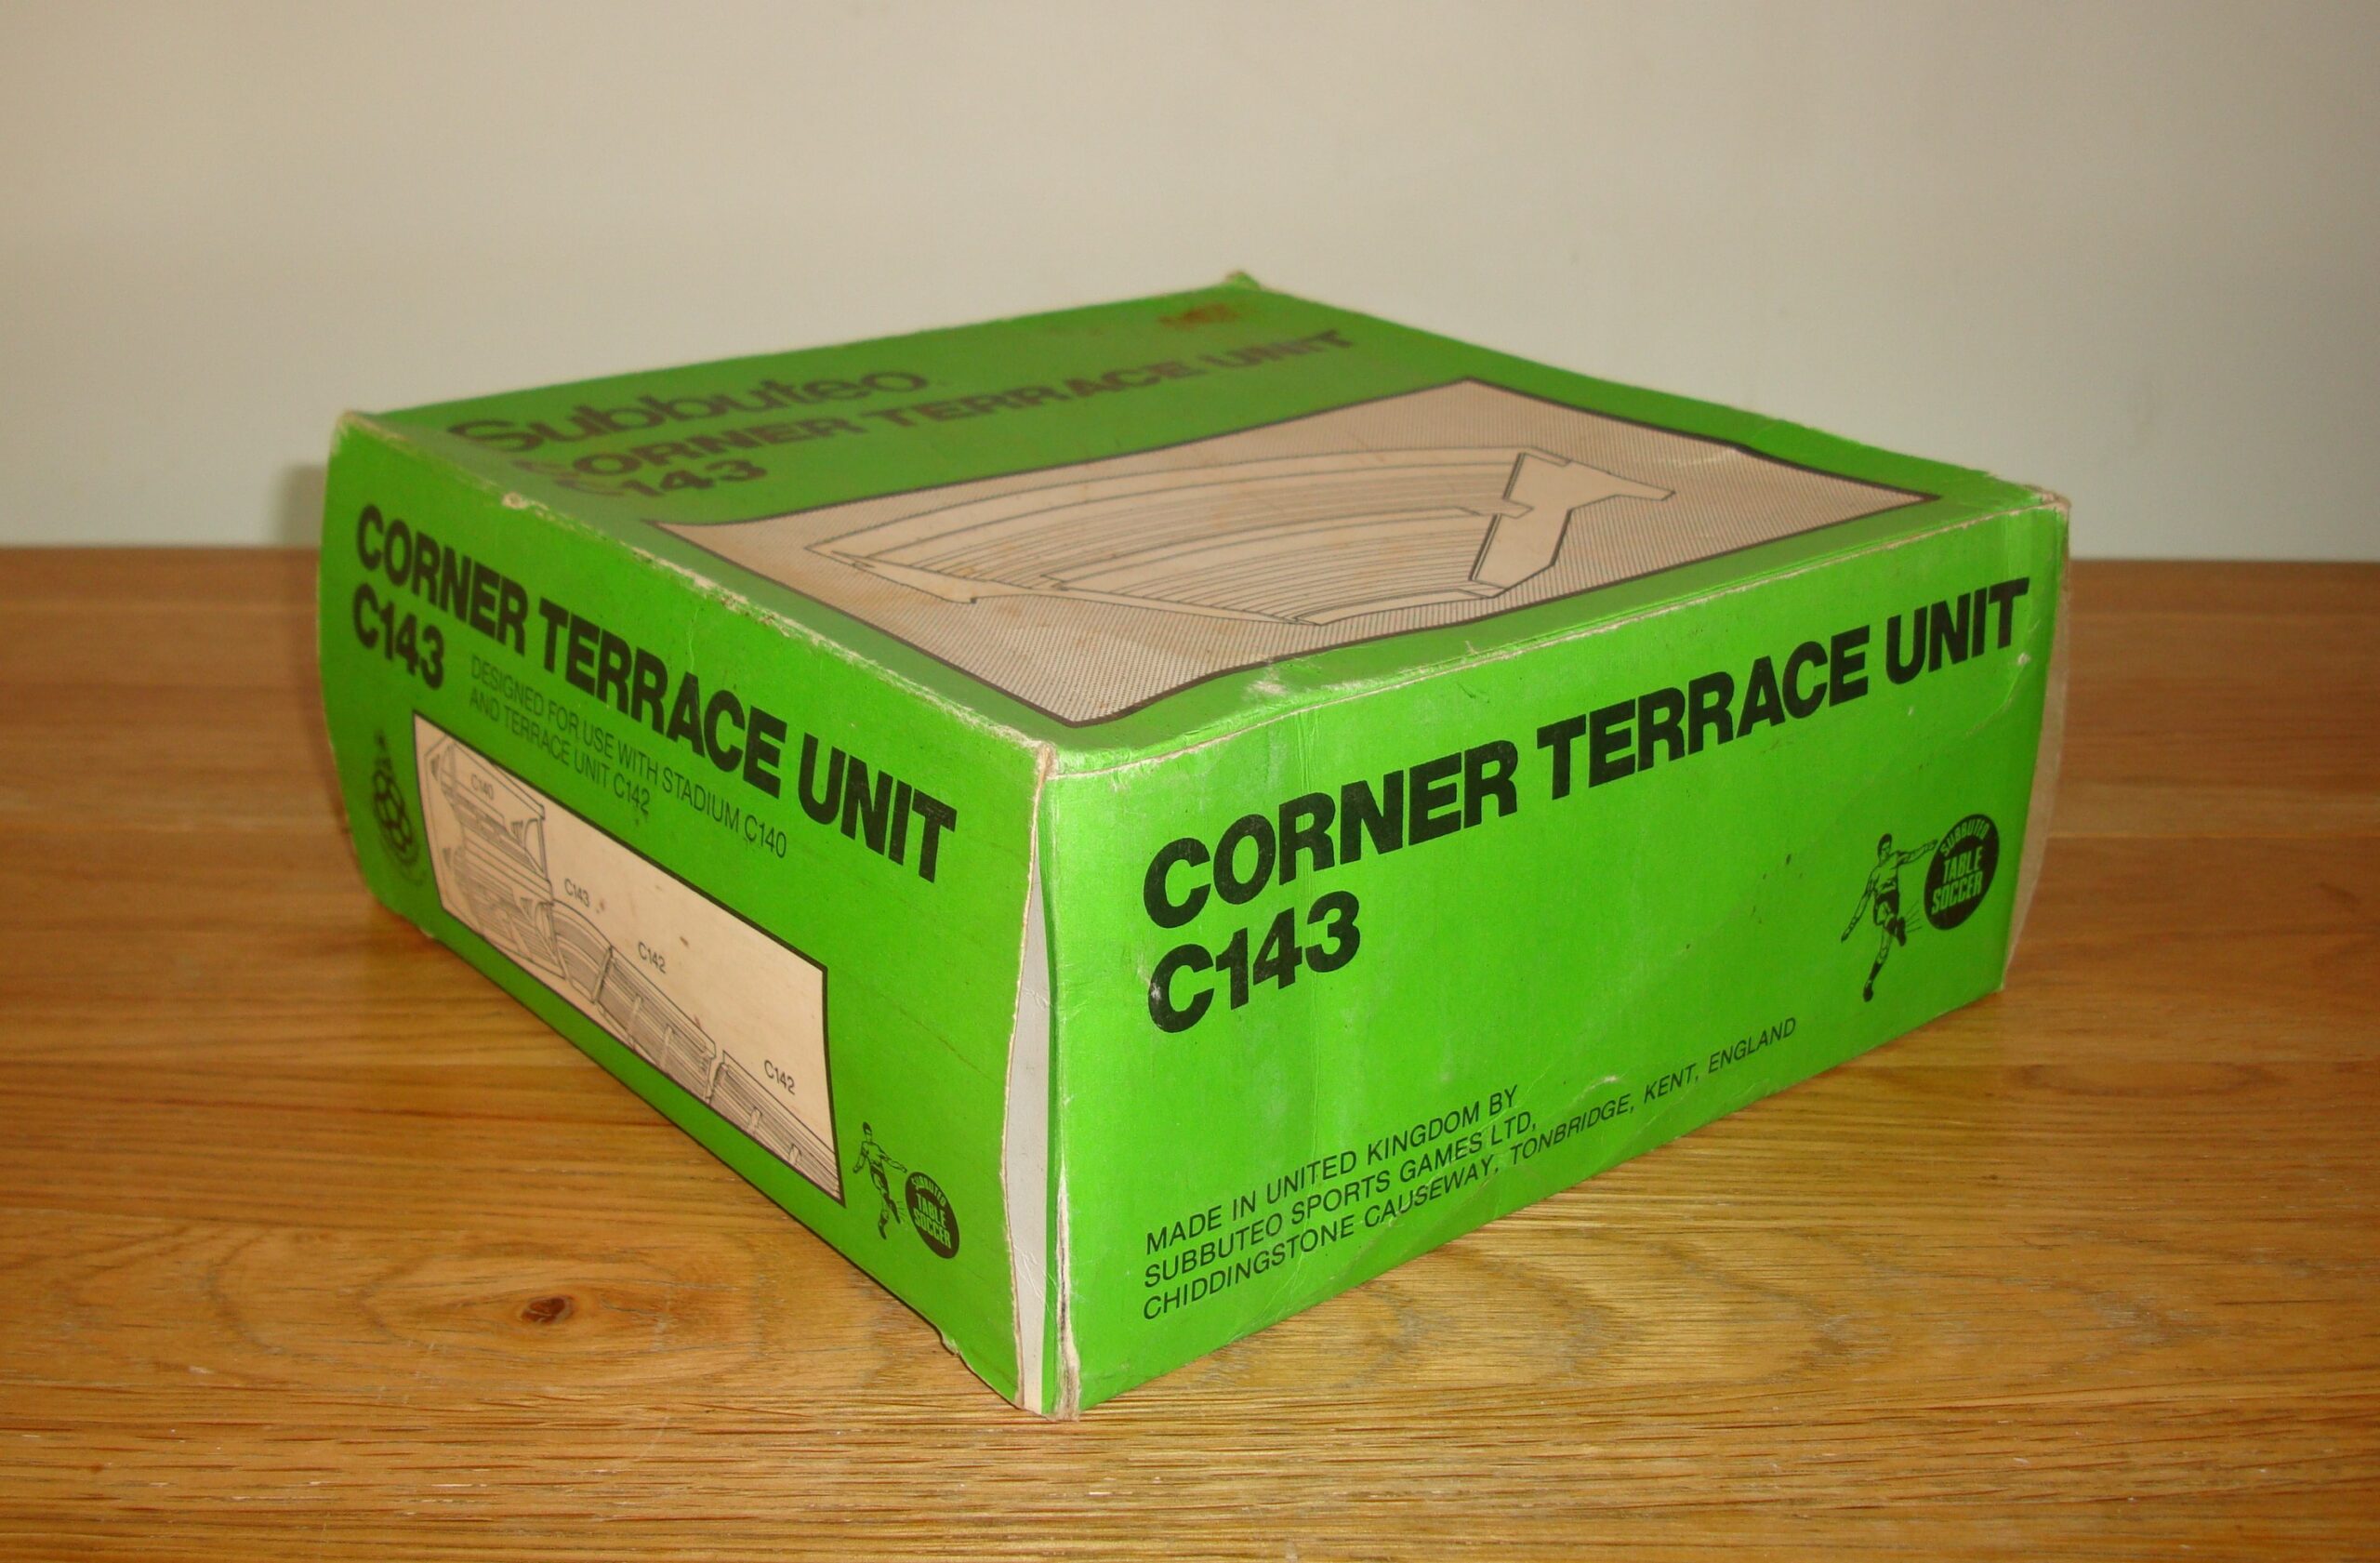 Subbuteo
CORNER TERRACE UNIT
C143
CORNER TERRACE UNIT
C143
DESIGNED FOR USE WITH STADIUM C140
AND TERRACE UNIT C142
C140
C143
C142
C142
SUBBUTEO
TABLE
SOCCER
CORNER TERRACE UNIT
C143
SUBBUTEO
TABLE
SOCCER
MADE IN UNITED KINGDOM BY
SUBBUTEO SPORTS GAMES LTD,
CHIDDINGSTONE CAUSEWAY, TONBRIDGE, KENT, ENGLAND